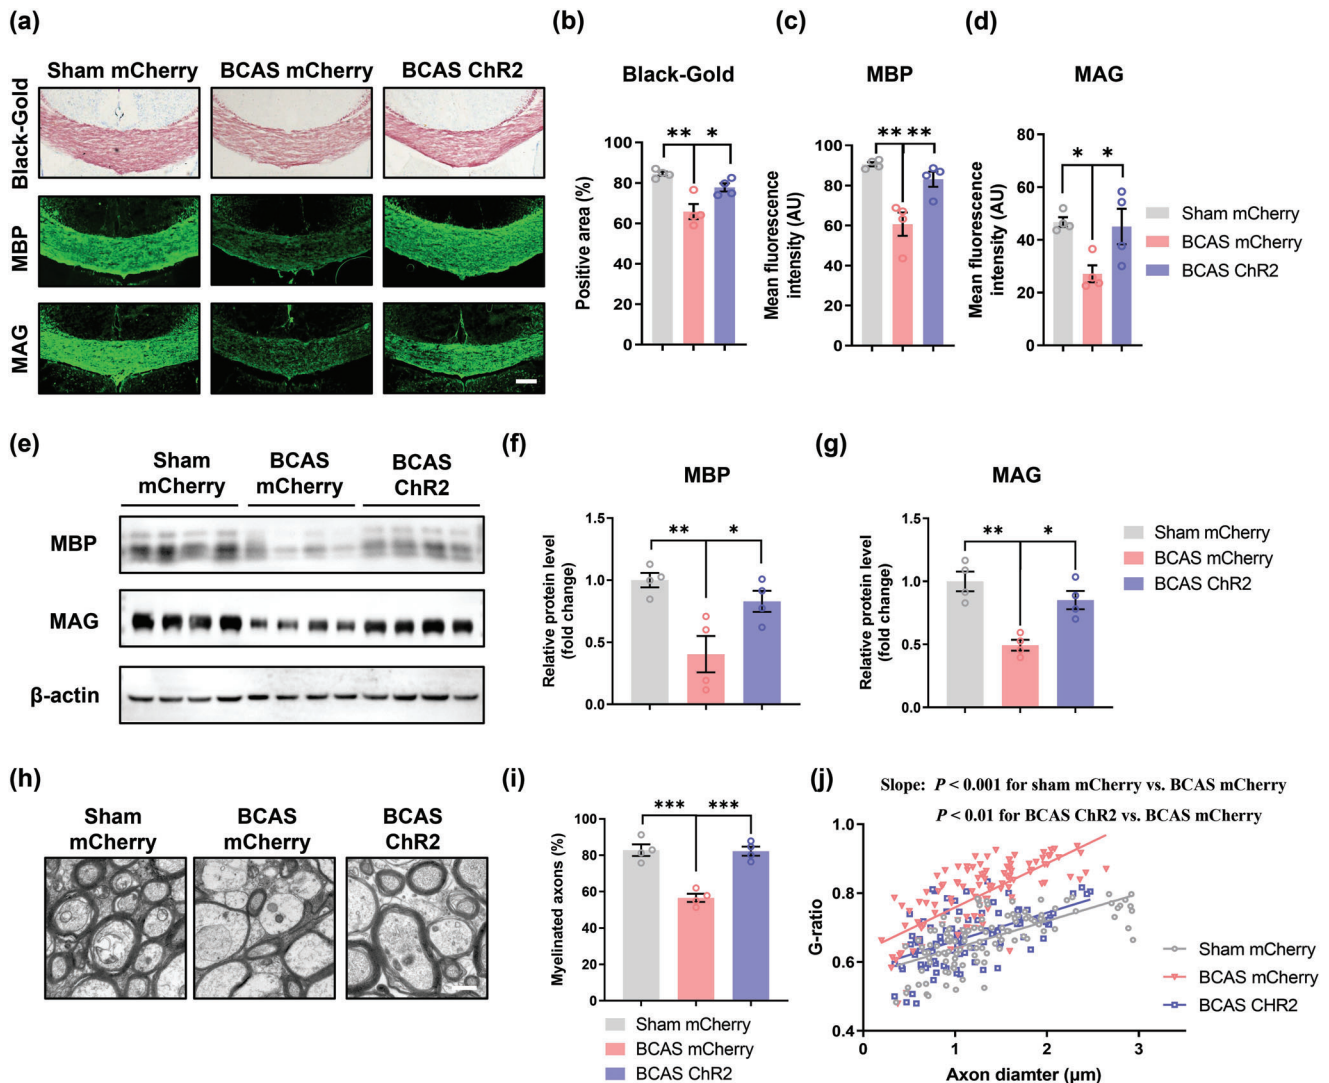 (a)
Sham mCherry
BCAS mCherry
BCAS ChR2
Black-Gold
MBP
MAG
(b)
Black-Gold
Positive area (%)
100
80
60
40
20
0
** *
(c)
MBP
Mean fluorescence
intensity (AU)
100
80
60
40
20
0
** **
(d)
MAG
Mean fluorescence
intensity (AU)
80
60
40
20
0
* *
Sham mCherry
BCAS mCherry
BCAS ChR2
(e)
Sham
mCherry
BCAS
mCherry
BCAS
ChR2
MBP
MAG
β-actin
(f)
MBP
Relative protein level
(fold change)
1.5
1.0
0.5
0.0
** *
(g)
MAG
Relative protein level
(fold change)
1.5
1.0
0.5
0.0
** *
Sham mCherry
BCAS mCherry
BCAS ChR2
(h)
Sham
mCherry
BCAS
mCherry
BCAS
ChR2
(i)
Myelinated axons (%)
100
80
60
40
20
0
*** ***
Sham mCherry
BCAS mCherry
BCAS ChR2
(j)
Slope: P < 0.001 for sham mCherry vs. BCAS mCherry
P < 0.01 for BCAS ChR2 vs. BCAS mCherry
G-ratio
1.0
0.8
0.6
0.4
0
1
2
3
Axon diamter (μm)
Sham mCherry
BCAS mCherry
BCAS CHR2